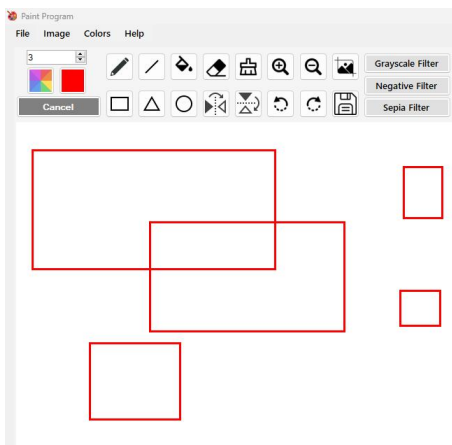 Paint Program
File Image Colors Help
3
Grayscale Filter
Negative Filter
Cancel
Sepia Filter